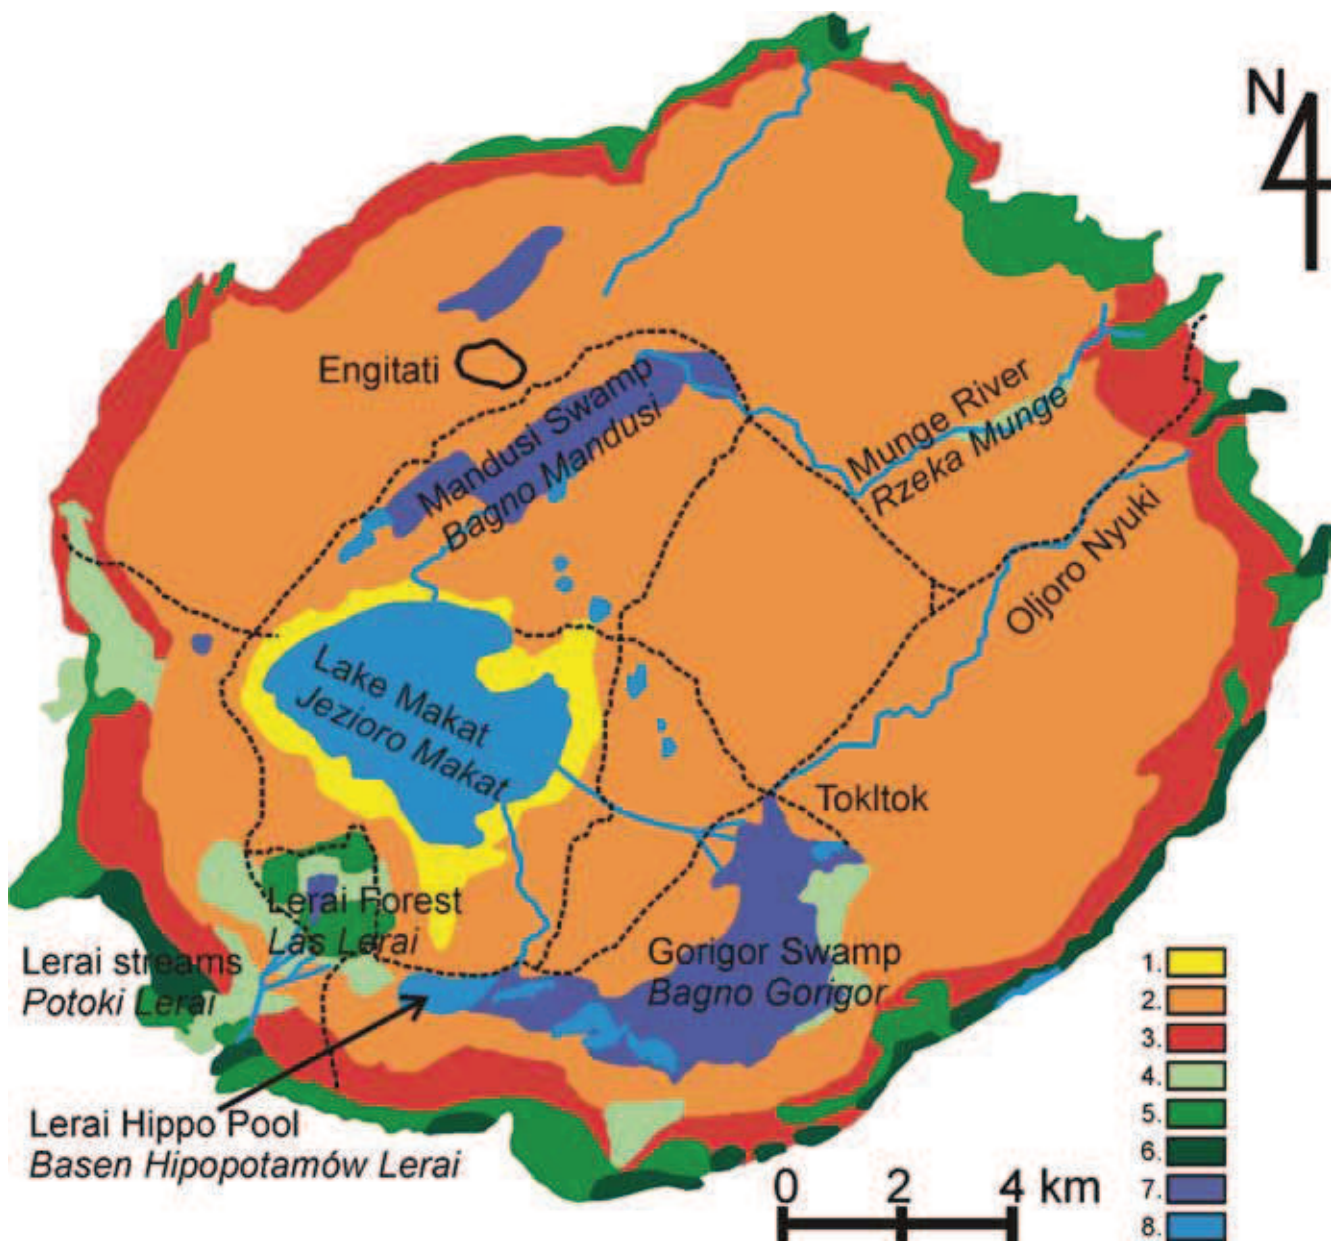 N
Engitati
Mandusi Swamp
Bagno Mandusi
Munge River
Rzeka Munge
Oljoro Nyuki
Lake Makat
Jezioro Makat
Tokltok
Lerai Forest
Las Lerai
Lerai streams
Potoki Lerai
Gorigor Swamp
Bagno Gorigor
Lerai Hippo Pool
Basen Hipopotamów Lerai
0 2 4 km
1.
2.
3.
4.
5.
6.
7.
8.